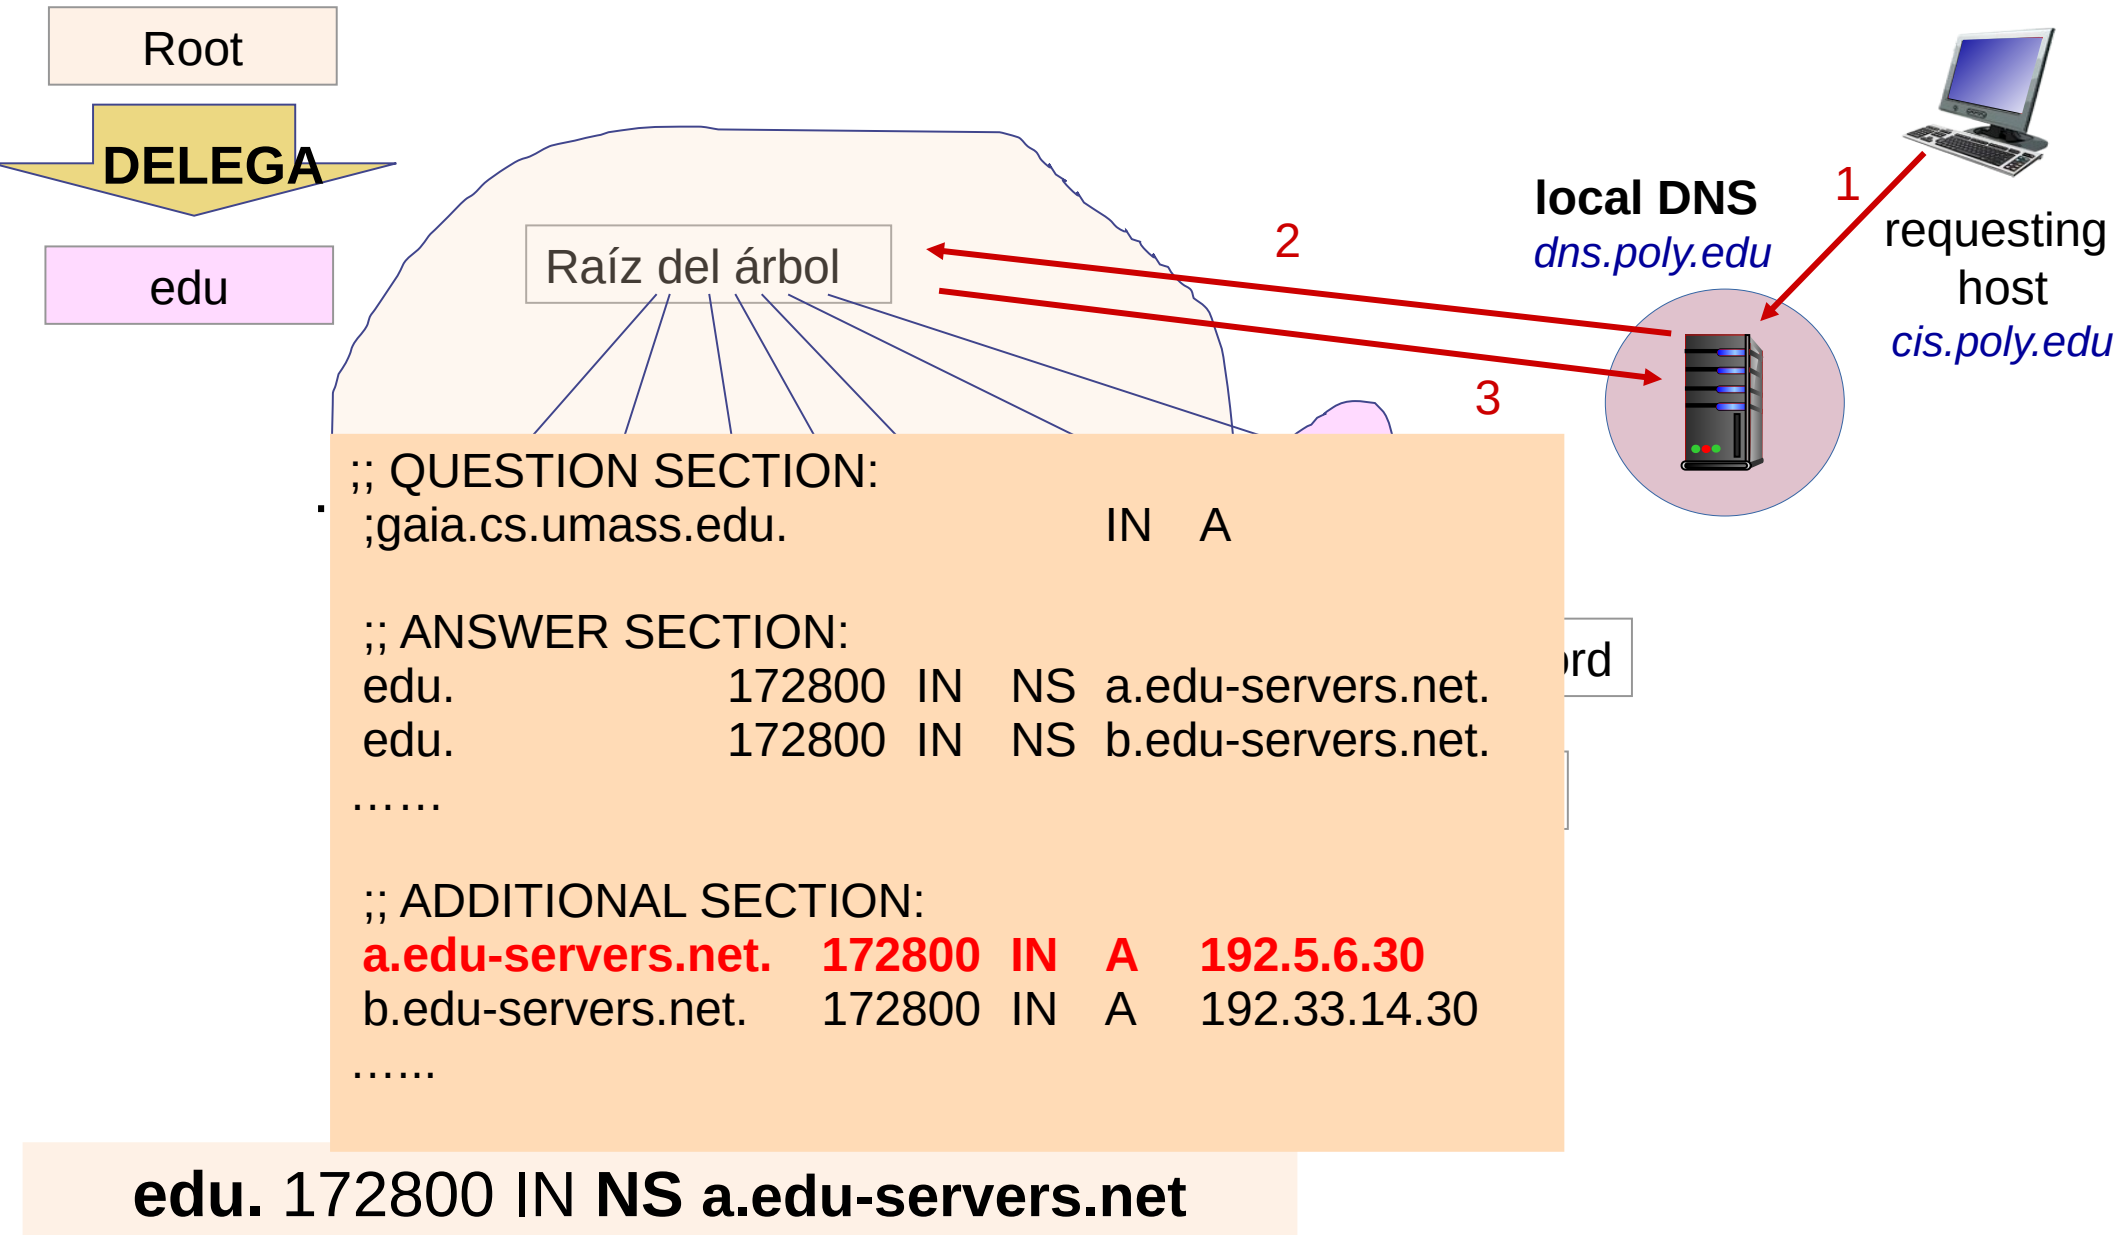 Root
DELEGA
edu
Raíz del árbol
2
local DNS
dns.poly.edu
1
requesting
host
cis.poly.edu
3
.
;; QUESTION SECTION:
;gaia.cs.umass.edu. IN A
;; ANSWER SECTION:
edu. 172800 IN NS a.edu-servers.net.
edu. 172800 IN NS b.edu-servers.net.
……
;; ADDITIONAL SECTION:
a.edu-servers.net. 172800 IN A 192.5.6.30
b.edu-servers.net. 172800 IN A 192.33.14.30
…...
edu. 172800 IN NS a.edu-servers.net